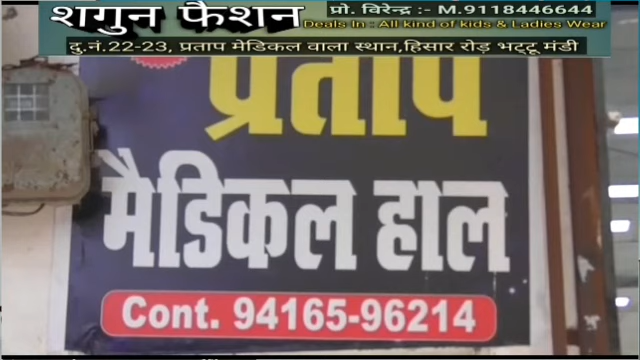 शगुन फैशन
प्रो. विरेन्द्र :- M.9118446644
Deals In : All kind of kids & Ladies Wear
दु.नं.22-23, प्रताप मैडिकल वाला स्थान,हिसार रोड़ भट्टू मंडी
प्रताप
मैडिकल हाल
Cont. 94165-96214